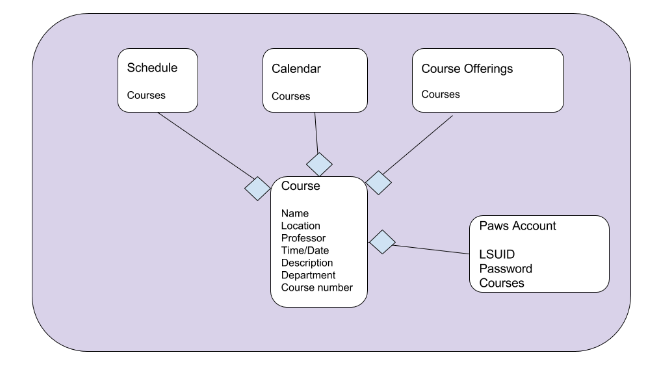 Schedule
Courses
Calendar
Courses
Course Offerings
Courses
Course
Name
Location
Professor
Time/Date
Description
Department
Course number
Paws Account
LSUID
Password
Courses